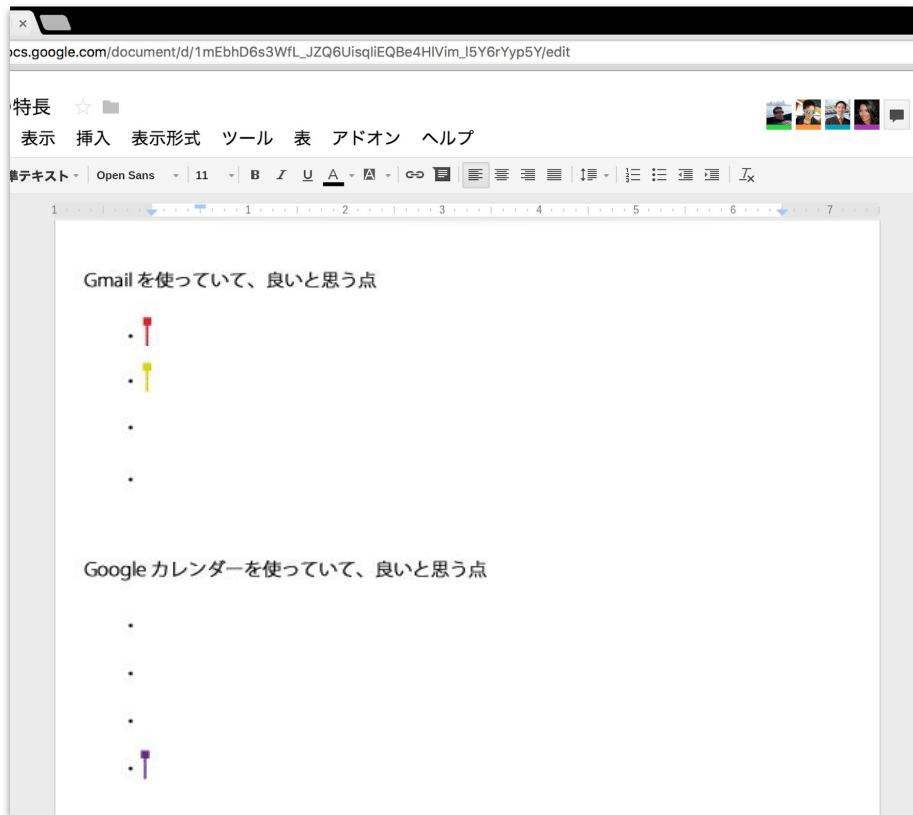 ×
ocs.google.com/document/d/1mEbhD6s3WfL_JZQ6UisqliEQBe4HlVim_l5Y6rYyp5Y/edit
特長
表示 挿入 表示形式 ツール 表 アドオン ヘルプ
準テキスト Open Sans 11 B I U A A
1 1 2 3 4 5 6 7
Gmail を使っていて、良いと思う点
Google カレンダーを使っていて、良いと思う点